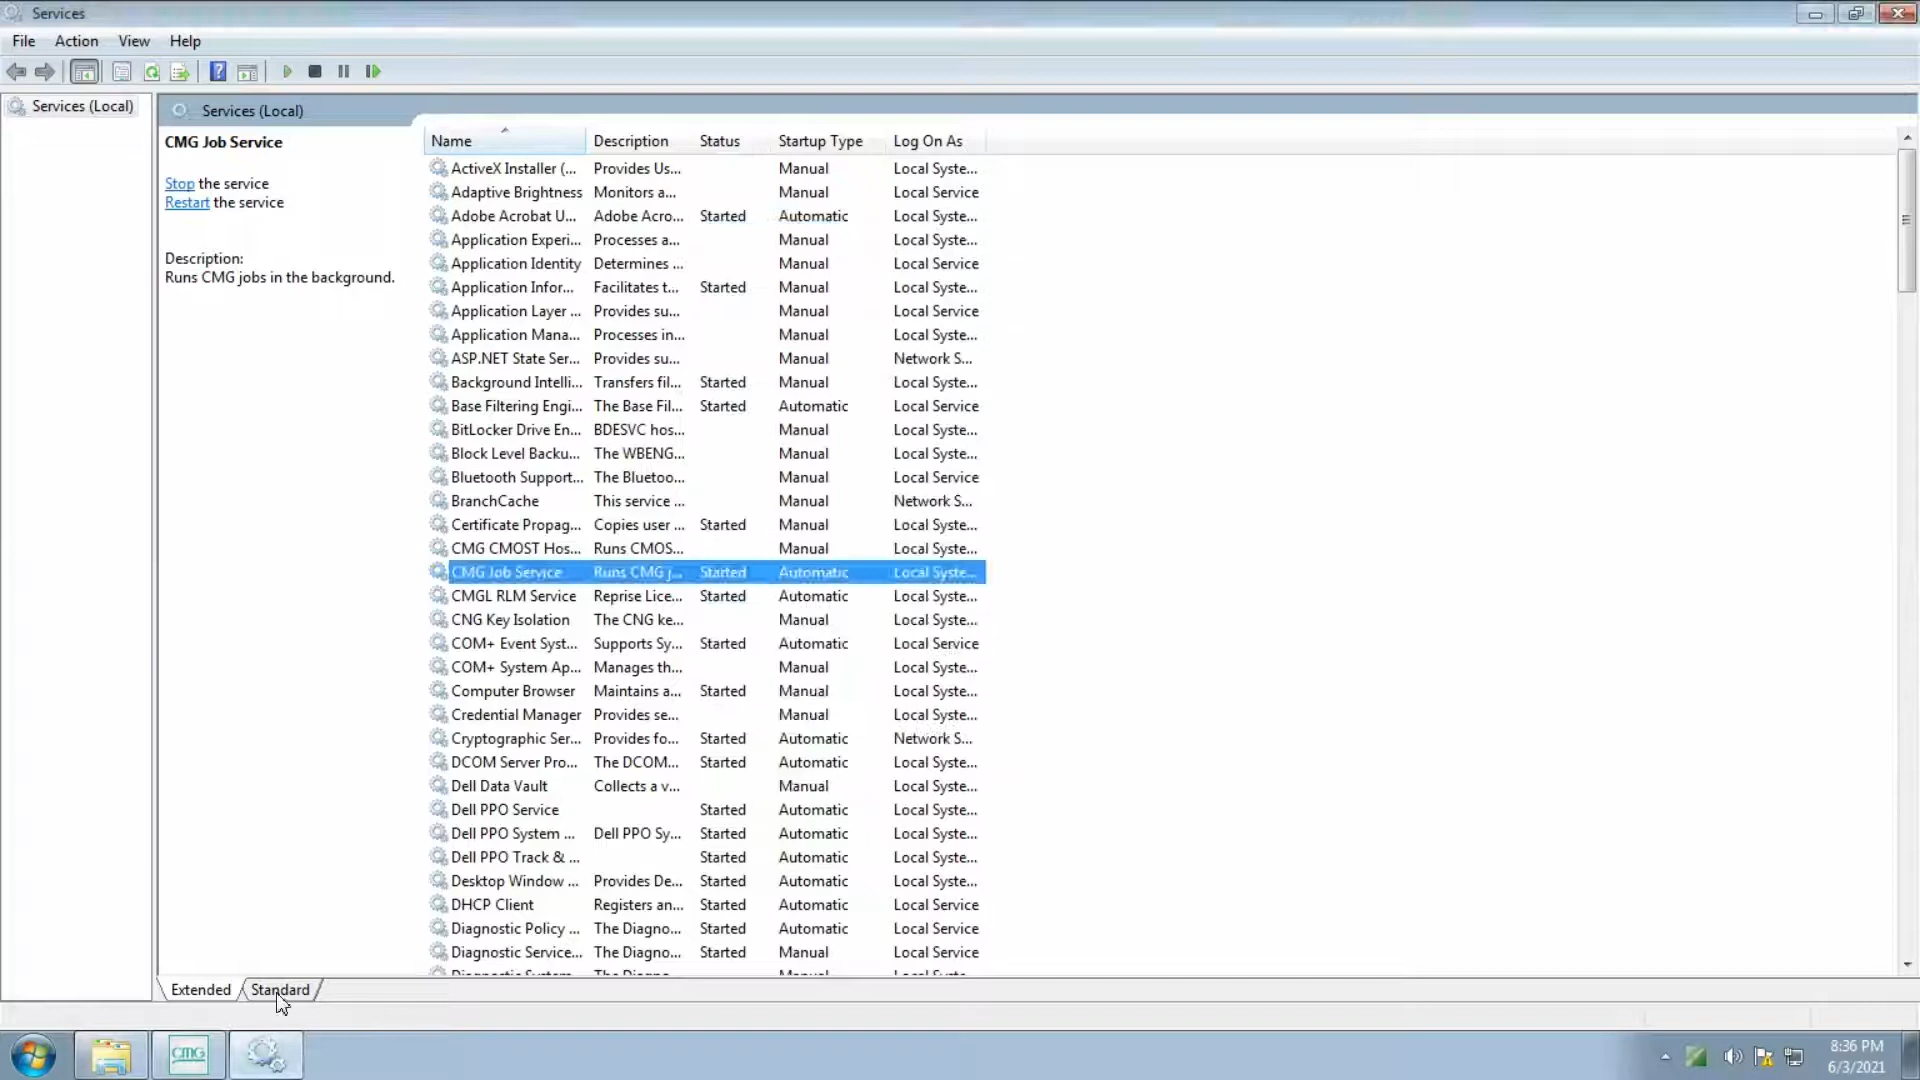 Services
File Action View Help
Services (Local)
Services (Local)
CMG Job Service
Stop the service
Restart the service
Description:
Runs CMG jobs in the background.
Name Description Status Startup Type Log On As
ActiveX Installer (... Provides Us... Manual Local Syste...
Adaptive Brightness Monitors a... Manual Local Service
Adobe Acrobat U... Adobe Acro... Started Automatic Local Syste...
Application Experi... Processes a... Manual Local Syste...
Application Identity Determines ... Manual Local Service
Application Infor... Facilitates t... Started Manual Local Syste...
Application Layer ... Provides su... Manual Local Service
Application Mana... Processes in... Manual Local Syste...
ASP.NET State Ser... Provides su... Manual Network S...
Background Intelli... Transfers fil... Started Manual Local Syste...
Base Filtering Engi... The Base Fil... Started Automatic Local Service
BitLocker Drive En... BDESVC hos... Manual Local Syste...
Block Level Backu... The WBENG... Manual Local Syste...
Bluetooth Support... The Bluetoo... Manual Local Service
BranchCache This service ... Manual Network S...
Certificate Propag... Copies user ... Started Manual Local Syste...
CMG CMOST Hos... Runs CMOS... Manual Local Syste...
CMG Job Service Runs CMG j... Started Automatic Local Syste...
CMGL RLM Service Reprise Lice... Started Automatic Local Syste...
CNG Key Isolation The CNG ke... Manual Local Syste...
COM+ Event Syst... Supports Sy... Started Automatic Local Service
COM+ System Ap... Manages th... Manual Local Syste...
Computer Browser Maintains a... Started Manual Local Syste...
Credential Manager Provides se... Manual Local Syste...
Cryptographic Ser... Provides fo... Started Automatic Network S...
DCOM Server Pro... The DCOM... Started Automatic Local Syste...
Dell Data Vault Collects a v... Manual Local Syste...
Dell PPO Service Started Automatic Local Syste...
Dell PPO System ... Dell PPO Sy... Started Automatic Local Syste...
Dell PPO Track & ... Started Automatic Local Syste...
Desktop Window ... Provides De... Started Automatic Local Syste...
DHCP Client Registers an... Started Automatic Local Service
Diagnostic Policy ... The Diagno... Started Automatic Local Service
Diagnostic Service... The Diagno... Started Manual Local Service
Diagnostic System... The Diagno... Manual Local Syste...
Extended Standard
CMG
8:36 PM
6/3/2021